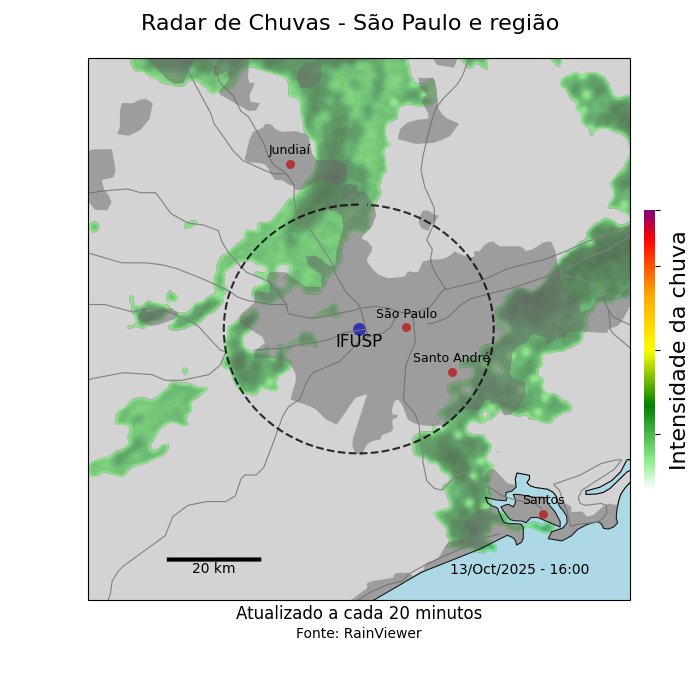 Radar de Chuvas - São Paulo e região
Jundiaí
São Paulo
IFUSP
Santo André
Santos
20 km
13/Oct/2025 - 16:00
Intensidade da chuva
Atualizado a cada 20 minutos
Fonte: RainViewer